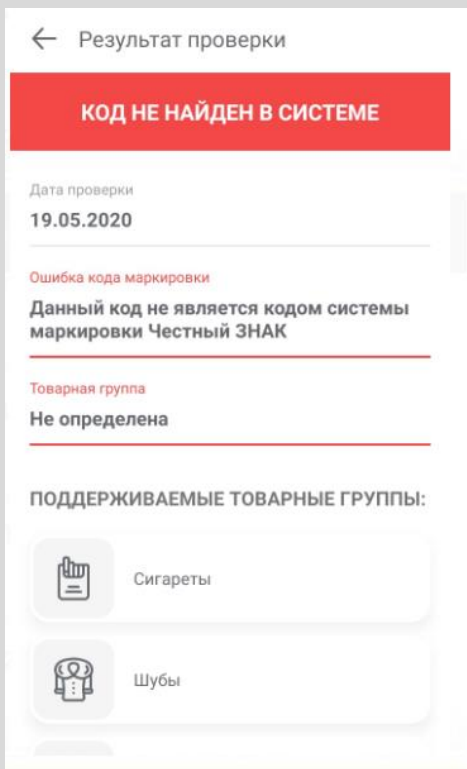 Результат проверки
КОД НЕ НАЙДЕН В СИСТЕМЕ
Дата проверки
19.05.2020
Ошибка кода маркировки
Данный код не является кодом системы
маркировки Честный ЗНАК
Товарная группа
Не определена
ПОДДЕРЖИВАЕМЫЕ ТОВАРНЫЕ ГРУППЫ:
Сигареты
Шубы